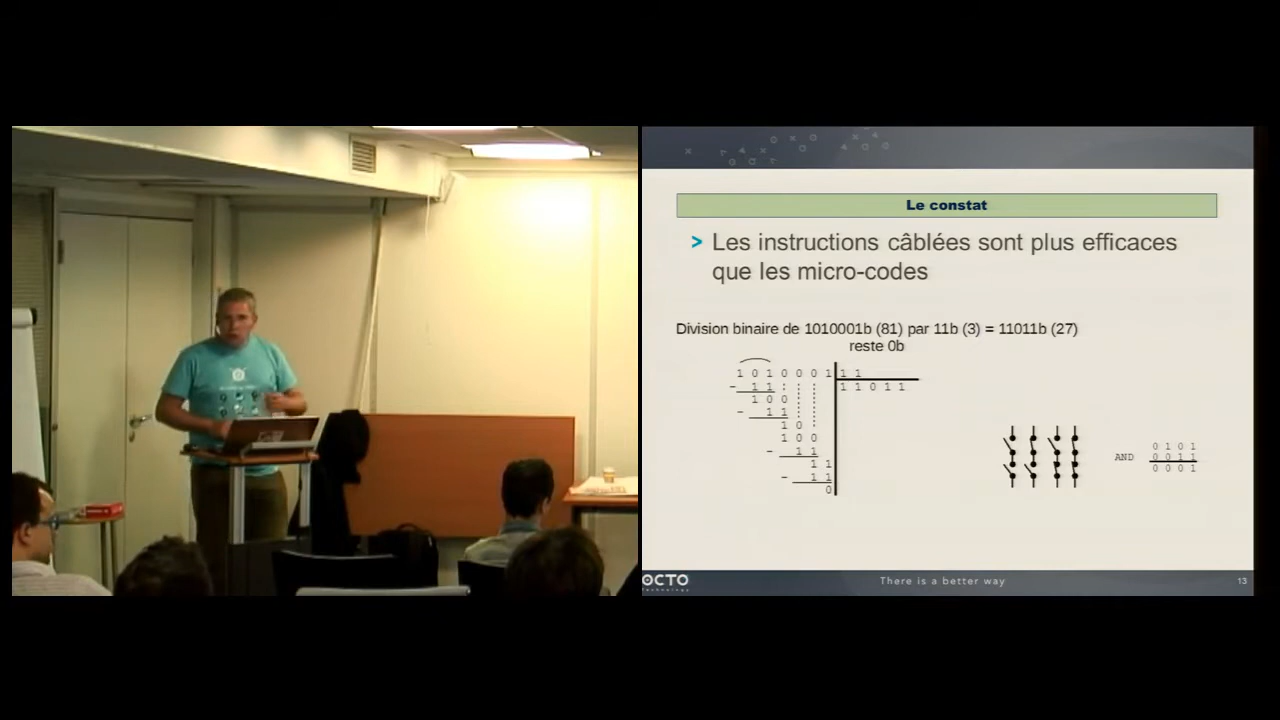 Le constat
> Les instructions câblées sont plus efficaces
que les micro-codes
Division binaire de 1010001b (81) par 11b (3) = 11011b (27)
reste 0b
1 0 1 0 0 0 1 1 1
- 1 1 1 1 0 1 1
1 0 0
- 1 1
1 0
1 0 0
- 1 1
1 1
- 1 1
0
0 1 0 1
AND 0 0 1 1
0 0 0 1
OCTO There is a better way 13
Technology